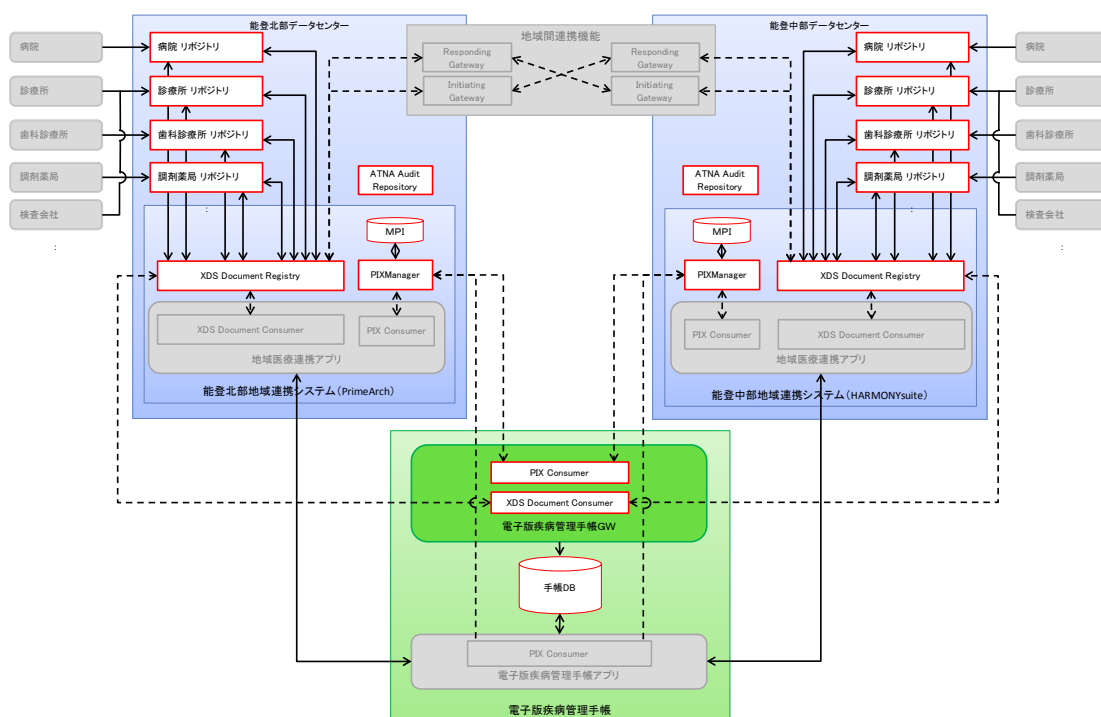 能登北部データセンター
病院
病院 リポジトリ
診療所
診療所 リポジトリ
歯科診療所
歯科診療所 リポジトリ
調剤薬局
調剤薬局 リポジトリ
検査会社
:
:
ATNA Audit
Repository
MPI
XDS Document Registry
PIXManager
XDS Document Consumer
PIX Consumer
地域医療連携アプリ
能登北部地域連携システム(PrimeArch)
地域間連携機能
Responding
Gateway
Responding
Gateway
Initiating
Gateway
Initiating
Gateway
能登中部データセンター
病院 リポジトリ
病院
診療所 リポジトリ
診療所
歯科診療所 リポジトリ
歯科診療所
調剤薬局 リポジトリ
調剤薬局
検査会社
:
:
ATNA Audit
Repository
MPI
PIXManager
XDS Document Registry
PIX Consumer
XDS Document Consumer
地域医療連携アプリ
能登中部地域連携システム(HARMONYsuite)
PIX Consumer
XDS Document Consumer
電子版疾病管理手帳GW
手帳DB
PIX Consumer
電子版疾病管理手帳アプリ
電子版疾病管理手帳